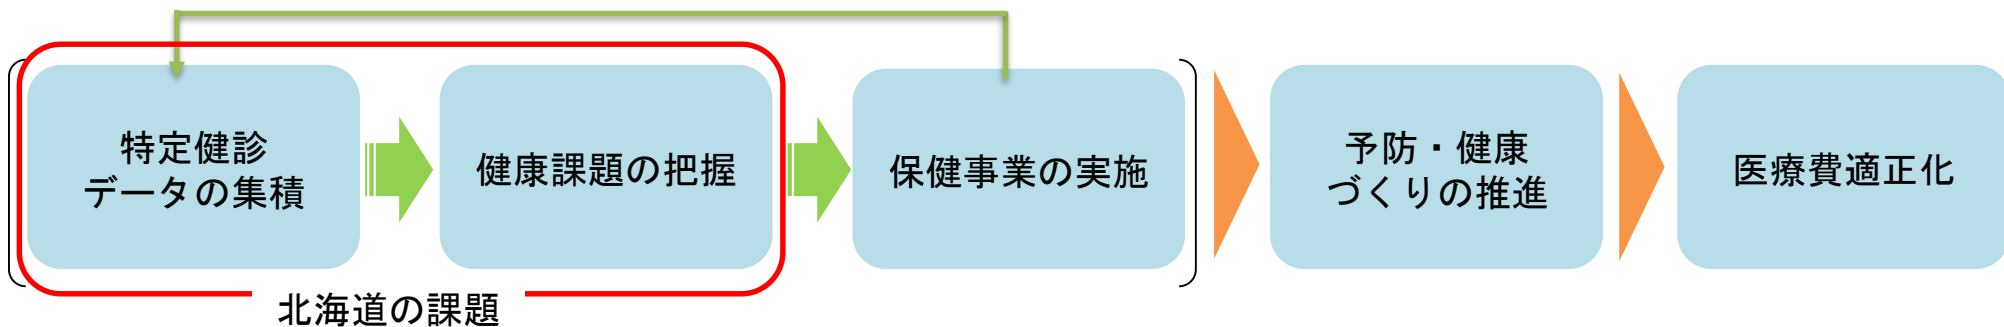 特定健診
データの集積
健康課題の把握
保健事業の実施
予防・健康
づくりの推進
医療費適正化
北海道の課題